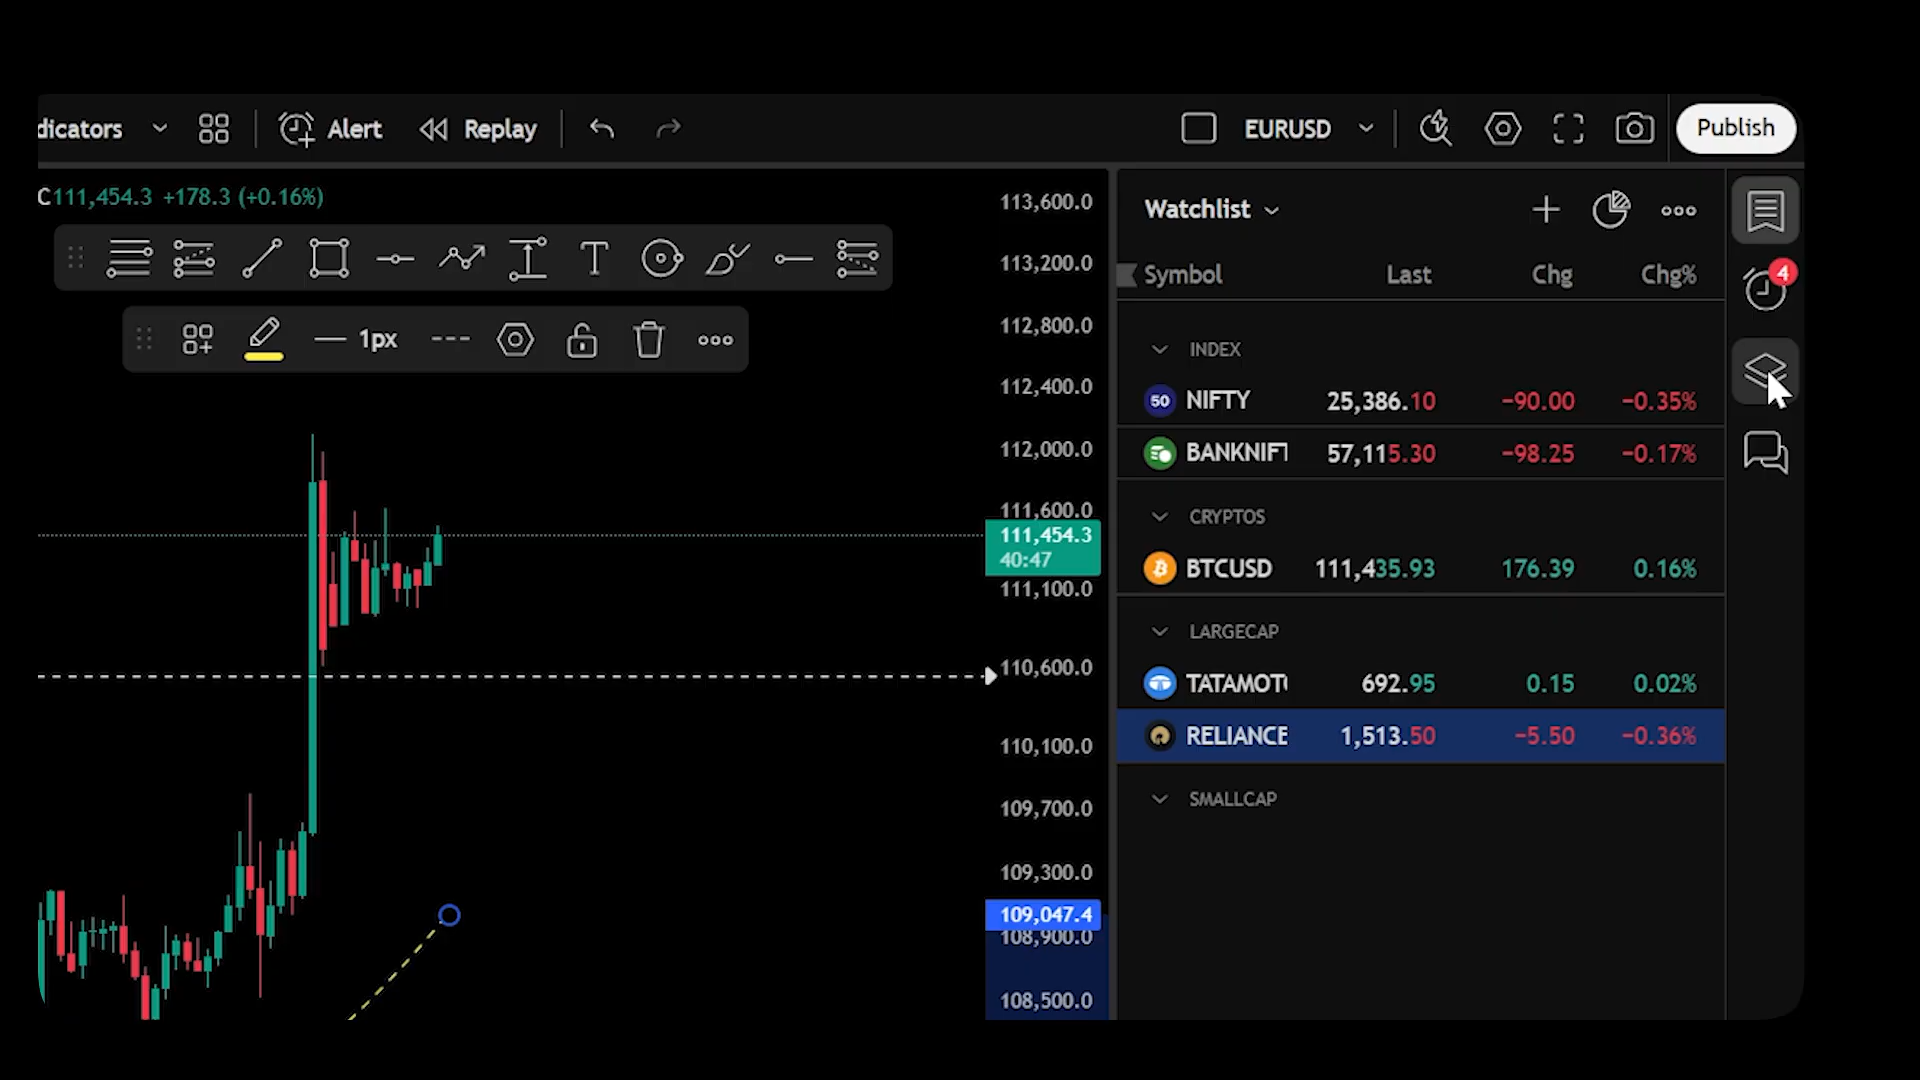 dicators Alert Replay EURUSD Publish
C111,454.3 +178.3 (+0.16%)
1px
113,600.0
113,200.0
112,800.0
112,400.0
112,000.0
111,600.0
111,454.3
40:47
111,100.0
110,600.0
110,100.0
109,700.0
109,300.0
109,047.4
108,900.0
108,500.0
Watchlist
Symbol Last Chg Chg%
INDEX
50 NIFTY 25,386.10 −90.00 −0.35%
BANKNIFT 57,115.30 −98.25 −0.17%
CRYPTOS
BTCUSD 111,435.93 176.39 0.16%
LARGECAP
TATAMOT 692.95 0.15 0.02%
RELIANCE 1,513.50 −5.50 −0.36%
SMALLCAP
4